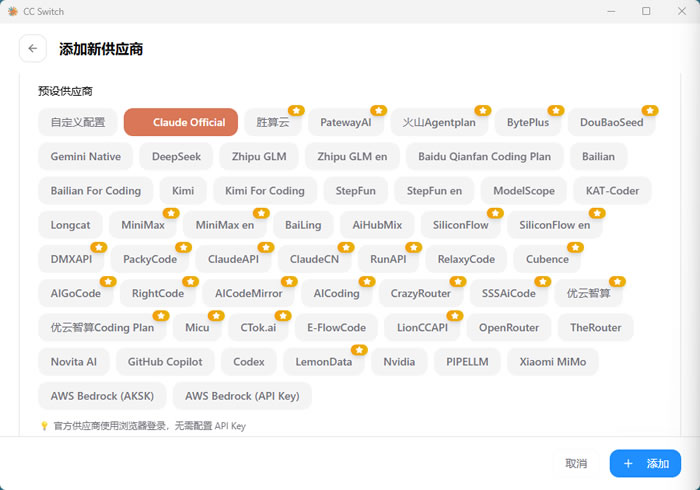 CC Switch
添加新供应商
预设供应商
自定义配置 Claude Official 胜算云 PatewayAI 火山Agentplan BytePlus DouBaoSeed
Gemini Native DeepSeek Zhipu GLM Zhipu GLM en Baidu Qianfan Coding Plan Bailian
Bailian For Coding Kimi Kimi For Coding StepFun StepFun en ModelScope KAT-Coder
Longcat MiniMax MiniMax en BaiLing AiHubMix SiliconFlow SiliconFlow en
DMXAPI PackyCode ClaudeAPI ClaudeCN RunAPI RelaxyCode Cubence
AIGoCode RightCode AICodeMirror AICoding CrazyRouter SSSAiCode 优云智算
优云智算Coding Plan Micu CTok.ai E-FlowCode LionCCAPI OpenRouter TheRouter
Novita AI GitHub Copilot Codex LemonData Nvidia PIPELLM Xiaomi MiMo
AWS Bedrock (AKSK) AWS Bedrock (API Key)
官方供应商使用浏览器登录，无需配置 API Key
取消 添加